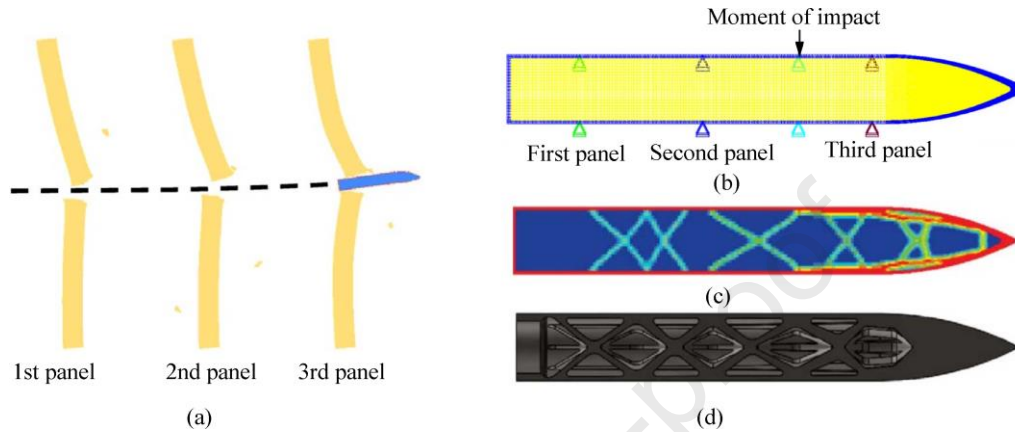 1st panel
2nd panel
3rd panel
(a)
Moment of impact
First panel
Second panel
Third panel
(b)
(c)
(d)